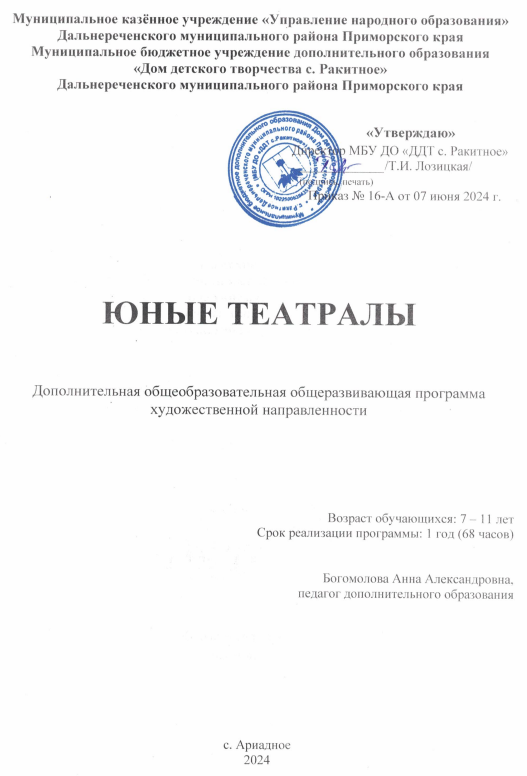 Муниципальное казённое учреждение «Управление народного образования»
Дальнереченского муниципального района Приморского края
Муниципальное бюджетное учреждение дополнительного образования
«Дом детского творчества с. Ракитное»
Дальнереченского муниципального района Приморского края
«Утверждаю»
Директор МБУ ДО «ДДТ с. Ракитное»
/Т.И. Лозицкая/
печать)
Приказ № 16-А от 07 июня 2024 г.
ЮНЫЕ ТЕАТРАЛЫ
Дополнительная общеобразовательная общеразвивающая программа
художественной направленности
Возраст обучающихся: 7 – 11 лет
Срок реализации программы: 1 год (68 часов)
Богомолова Анна Александровна,
педагог дополнительного образования
с. Ариадное
2024